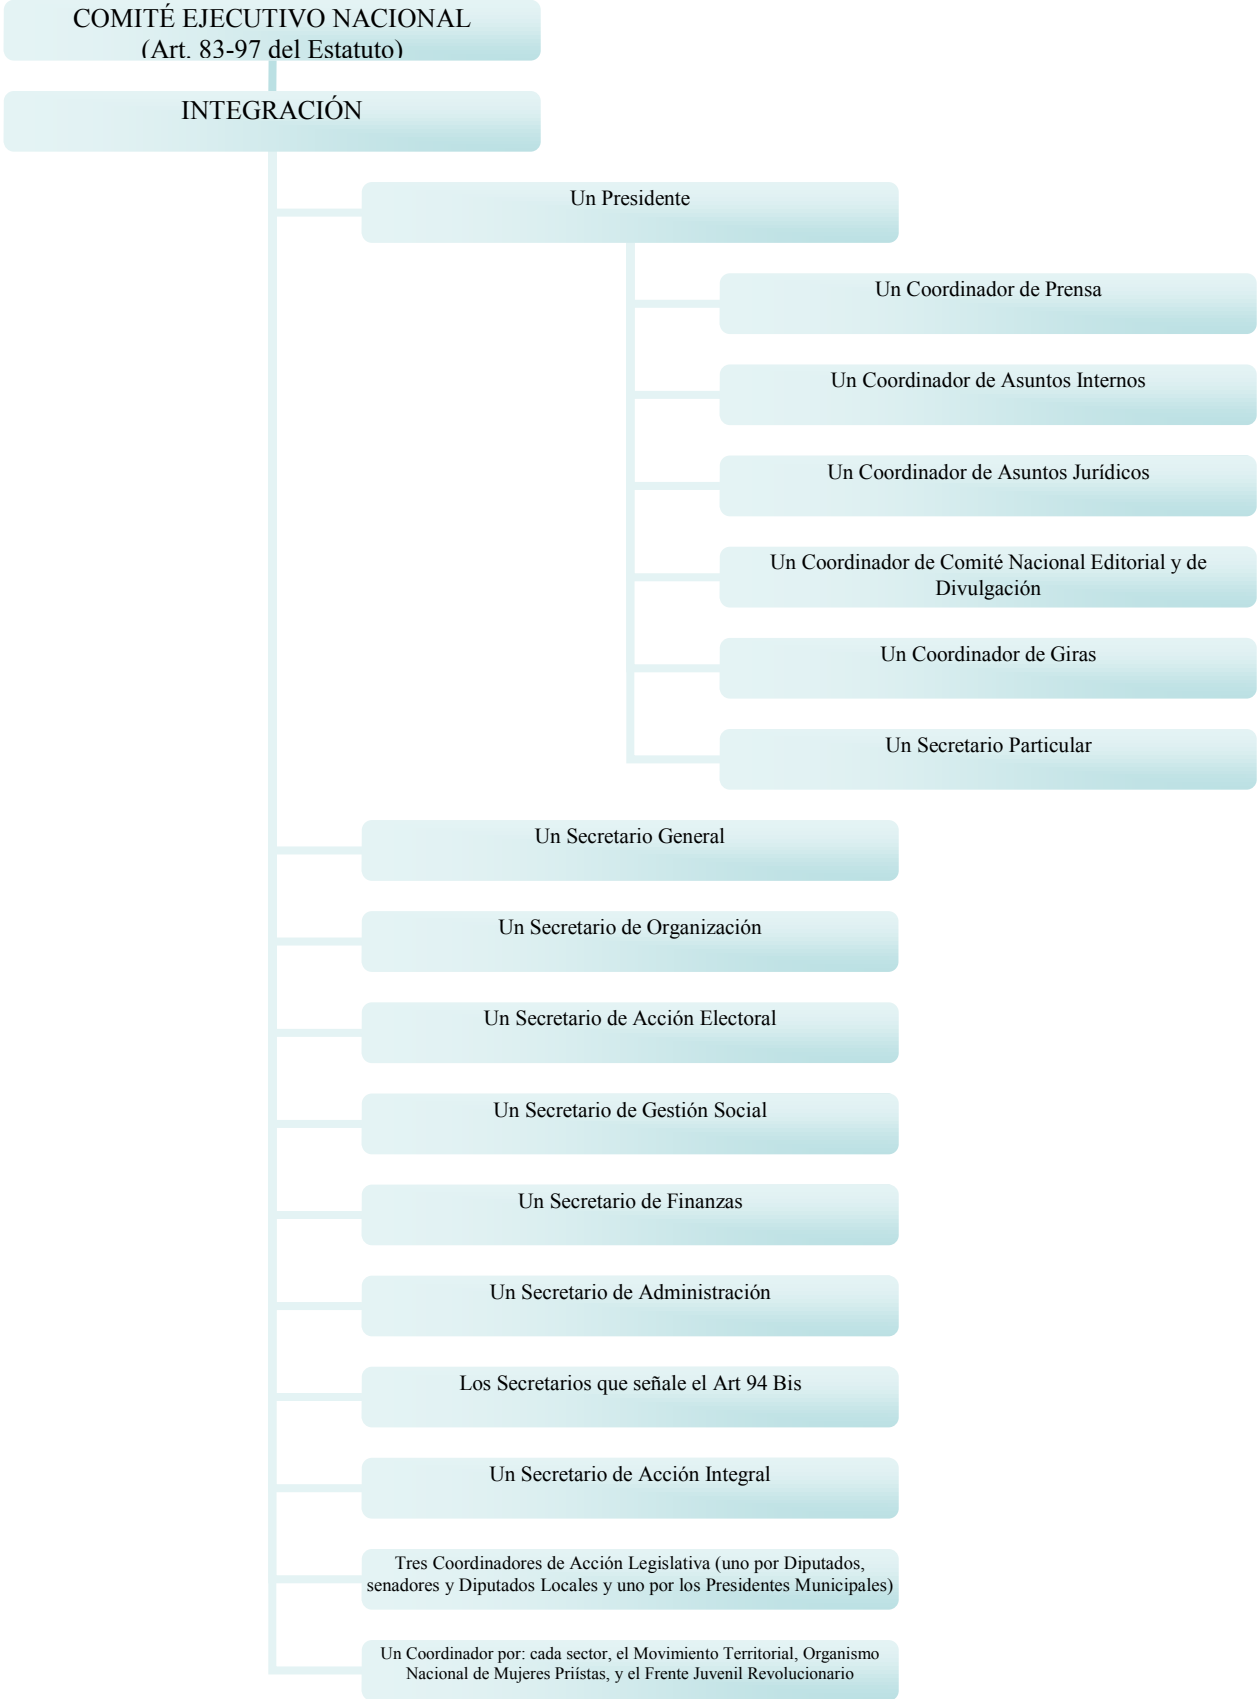 COMITÉ EJECUTIVO NACIONAL
(Art. 83-97 del Estatuto)
INTEGRACIÓN
Un Presidente
Un Coordinador de Prensa
Un Coordinador de Asuntos Internos
Un Coordinador de Asuntos Jurídicos
Un Coordinador de Comité Nacional Editorial y de
Divulgación
Un Coordinador de Giras
Un Secretario Particular
Un Secretario General
Un Secretario de Organización
Un Secretario de Acción Electoral
Un Secretario de Gestión Social
Un Secretario de Finanzas
Un Secretario de Administración
Los Secretarios que señale el Art 94 Bis
Un Secretario de Acción Integral
Tres Coordinadores de Acción Legislativa (uno por Diputados,
senadores y Diputados Locales y uno por los Presidentes Municipales)
Un Coordinador por: cada sector, el Movimiento Territorial, Organismo
Nacional de Mujeres Priístas, y el Frente Juvenil Revolucionario